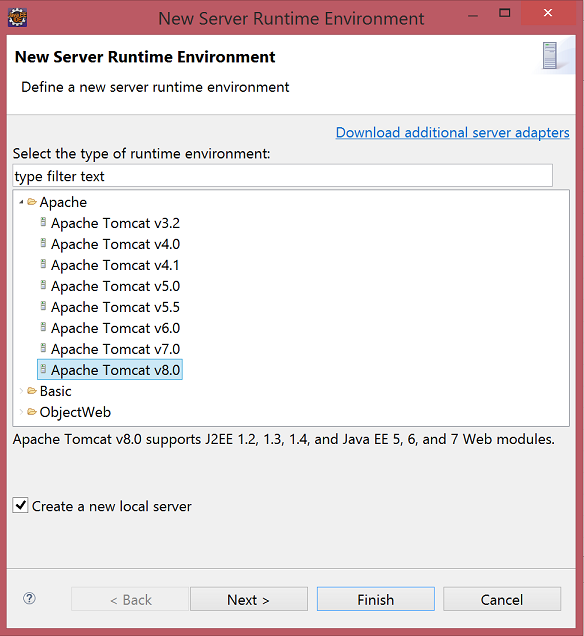 New Server Runtime Environment
New Server Runtime Environment
Define a new server runtime environment
Download additional server adapters
Select the type of runtime environment:
type filter text
Apache
Apache Tomcat v3.2
Apache Tomcat v4.0
Apache Tomcat v4.1
Apache Tomcat v5.0
Apache Tomcat v5.5
Apache Tomcat v6.0
Apache Tomcat v7.0
Apache Tomcat v8.0
Basic
ObjectWeb
Apache Tomcat v8.0 supports J2EE 1.2, 1.3, 1.4, and Java EE 5, 6, and 7 Web modules.
Create a new local server
? < Back Next > Finish Cancel